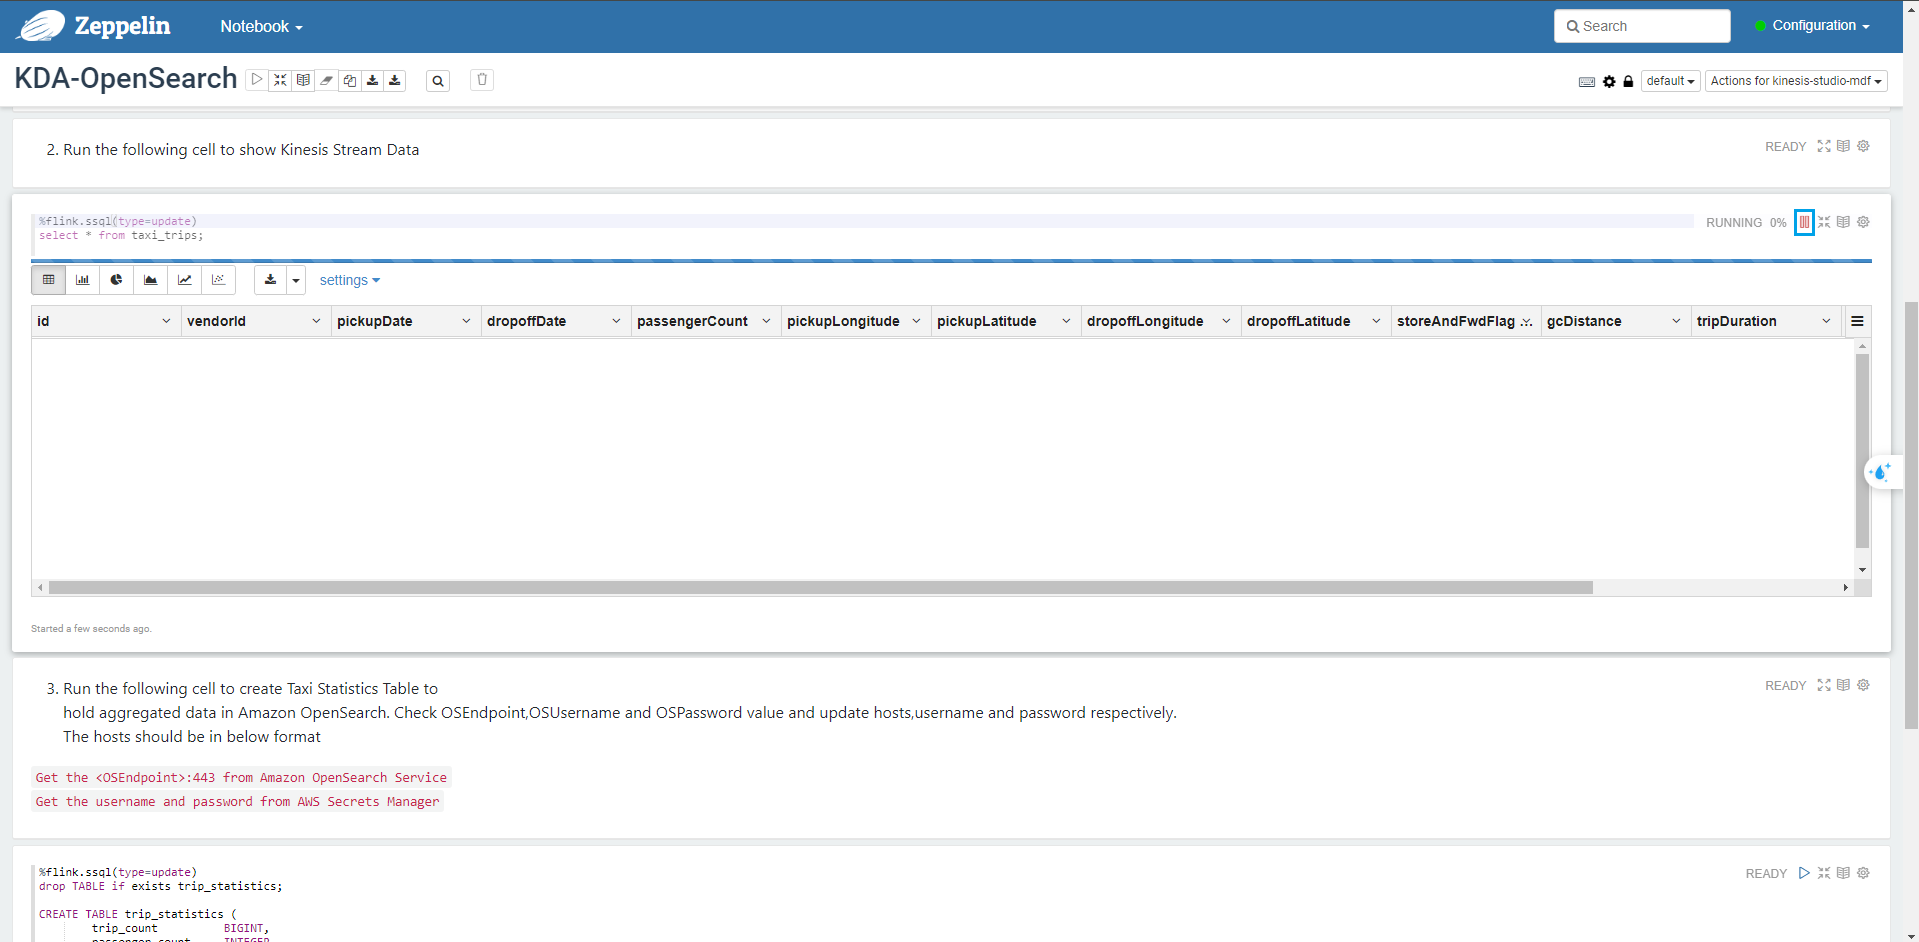 Zeppelin Notebook Search Configuration
KDA-OpenSearch default Actions for kinesis-studio-mdf
2. Run the following cell to show Kinesis Stream Data READY
%flink.ssql(type=update) RUNNING 0%
select * from taxi_trips;
settings
id vendorId pickupDate dropoffDate passengerCount pickupLongitude pickupLatitude dropoffLongitude dropoffLatitude storeAndFwdFlag gcDistance tripDuration
Started a few seconds ago.
3. Run the following cell to create Taxi Statistics Table to READY
hold aggregated data in Amazon OpenSearch. Check OSEndpoint,OSUsername and OSPassword value and update hosts,username and password respectively.
The hosts should be in below format
Get the <OSEndpoint>:443 from Amazon OpenSearch Service
Get the username and password from AWS Secrets Manager
%flink.ssql(type=update) READY
drop TABLE if exists trip_statistics;
CREATE TABLE trip_statistics (
trip_count BIGINT,
passenger_count INTEGER